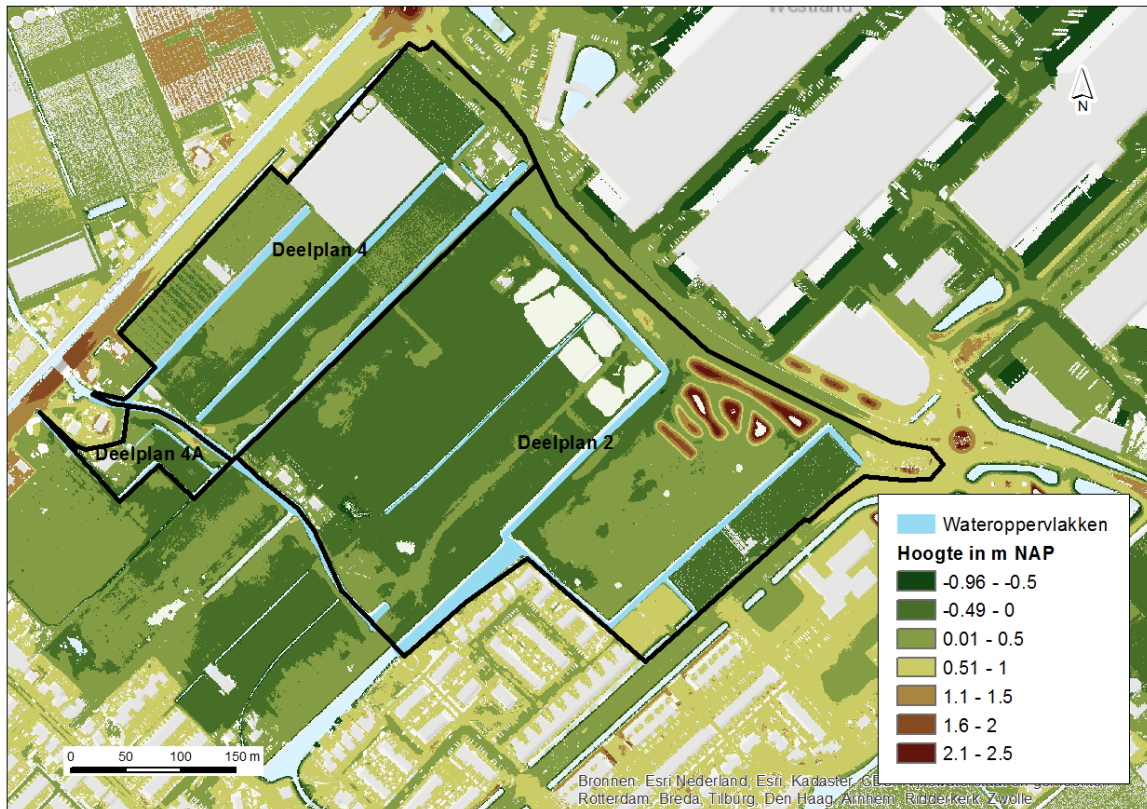 Westland
N
Deelplan 4
Deelplan 2
Deelplan 4A
Wateroppervlakken
Hoogte in m NAP
-0.96 - -0.5
-0.49 - 0
0.01 - 0.5
0.51 - 1
1.1 - 1.5
1.6 - 2
2.1 - 2.5
0 50 100 150 m
Bronnen: Esri Nederland, Esri, Kadaster,
Rotterdam, Breda, Tilburg, Den Haag, Arnhem, Ridderkerk, Zwolle